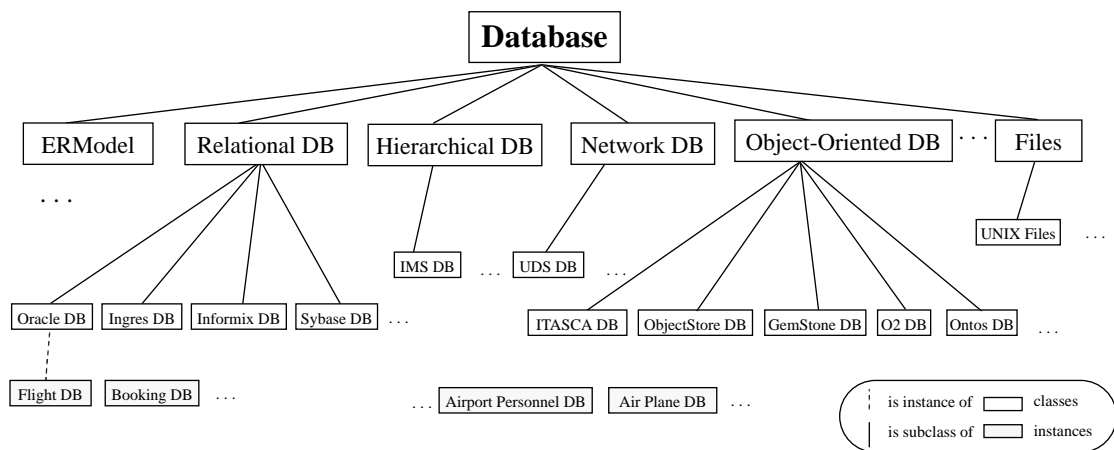 Database
ERModel
Relational DB
Hierarchical DB
Network DB
Object-Oriented DB
. . .
Files
. . .
UNIX Files
. . .
IMS DB
. . .
UDS DB
. . .
Oracle DB
Ingres DB
Informix DB
Sybase DB
. . .
ITASCA DB
ObjectStore DB
GemStone DB
O2 DB
Ontos DB
. . .
Flight DB
Booking DB
. . .
. . .
Airport Personnel DB
Air Plane DB
. . .
is instance of
classes
is subclass of
instances